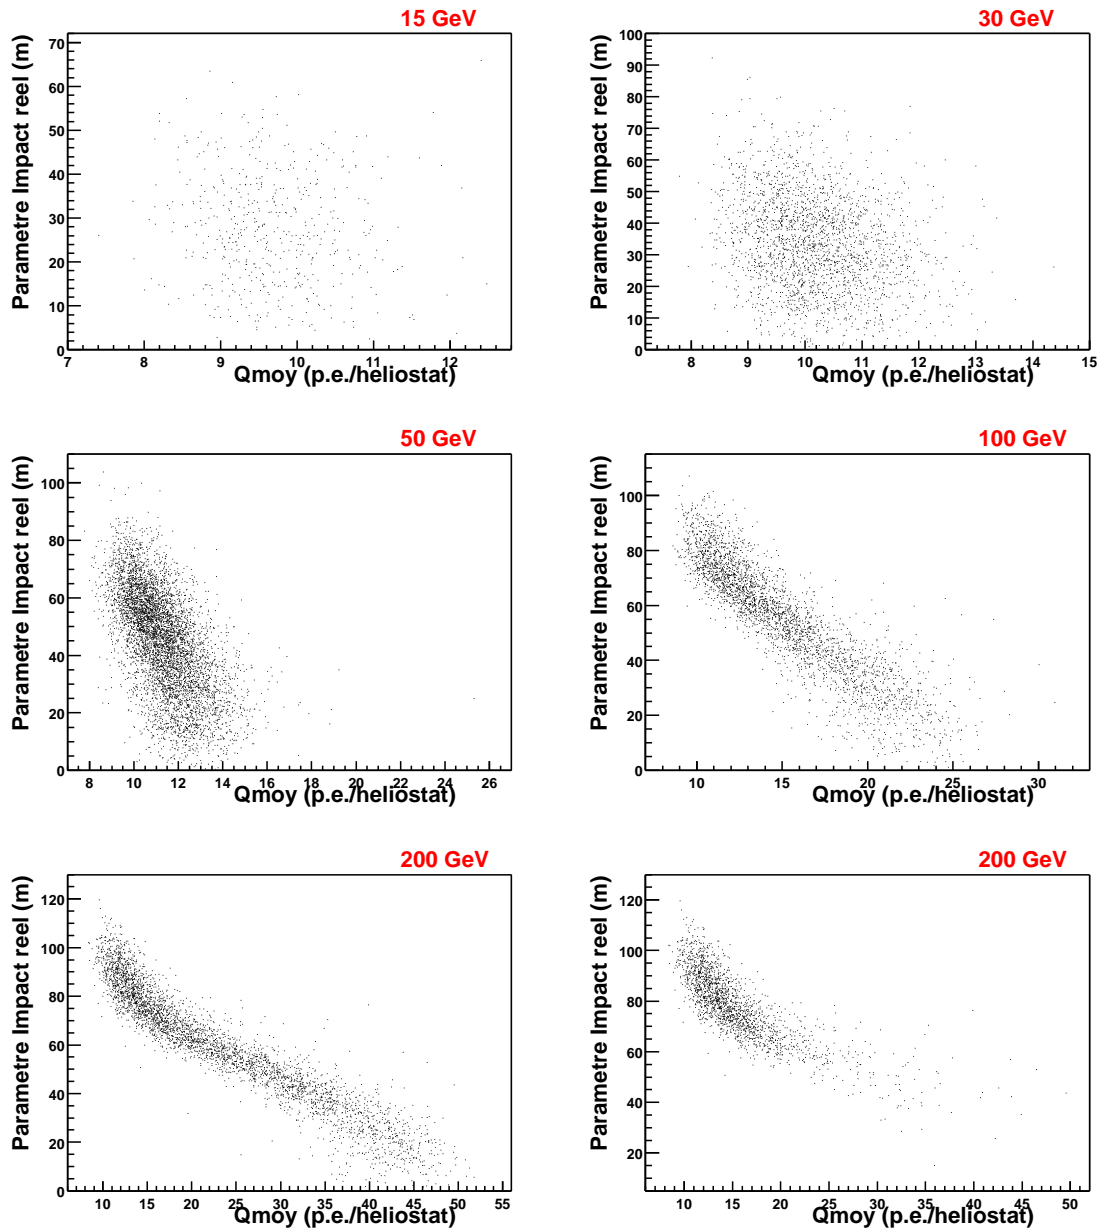 15 GeV
Parametre Impact reel (m)
70
60
50
40
30
20
10
0
7 8 9 10 11 12
Qmoy (p.e./heliostat)
30 GeV
Parametre Impact reel (m)
100
90
80
70
60
50
40
30
20
10
0
8 9 10 11 12 13 14 15
Qmoy (p.e./heliostat)
50 GeV
Parametre Impact reel (m)
100
80
60
40
20
0
8 10 12 14 16 18 20 22 24 26
Qmoy (p.e./heliostat)
100 GeV
Parametre Impact reel (m)
100
80
60
40
20
0
10 15 20 25 30
Qmoy (p.e./heliostat)
200 GeV
Parametre Impact reel (m)
120
100
80
60
40
20
0
10 15 20 25 30 35 40 45 50 55
Qmoy (p.e./heliostat)
200 GeV
Parametre Impact reel (m)
120
100
80
60
40
20
10 15 20 25 30 35 40 45 50
Qmoy (p.e./heliostat)